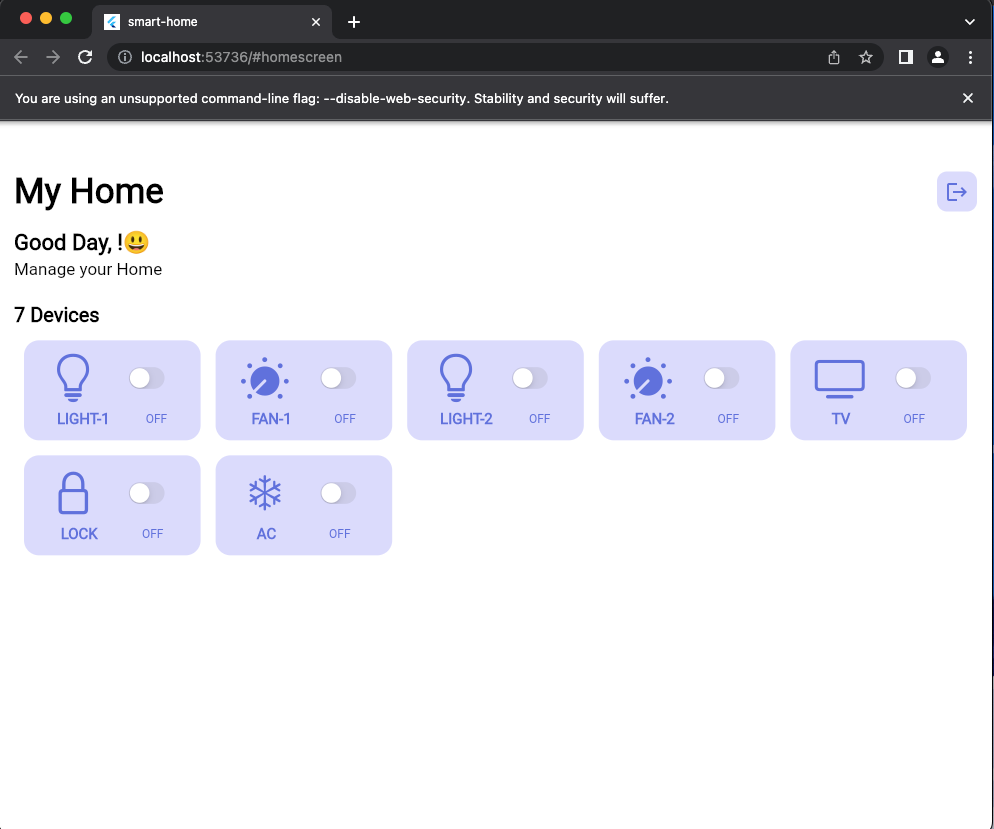 smart-home
localhost:53736/#homescreen
You are using an unsupported command-line flag: --disable-web-security. Stability and security will suffer.
My Home
Good Day, !😃
Manage your Home
7 Devices
LIGHT-1 OFF FAN-1 OFF LIGHT-2 OFF FAN-2 OFF TV OFF
LOCK OFF AC OFF